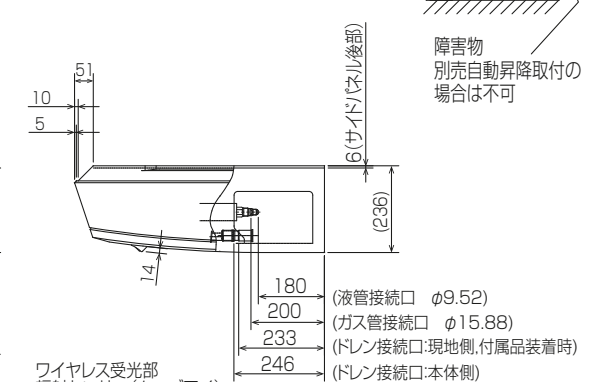 障害物
別売自動昇降取付の
場合は不可
6(サイドパネル後部)
51
10
5
(236)
14
180 (液管接続口 φ9.52)
200 (ガス管接続口 φ15.88)
233 (ドレン接続口:現地側,付属品装着時)
246 (ドレン接続口:本体側)
ワイヤレス受光部